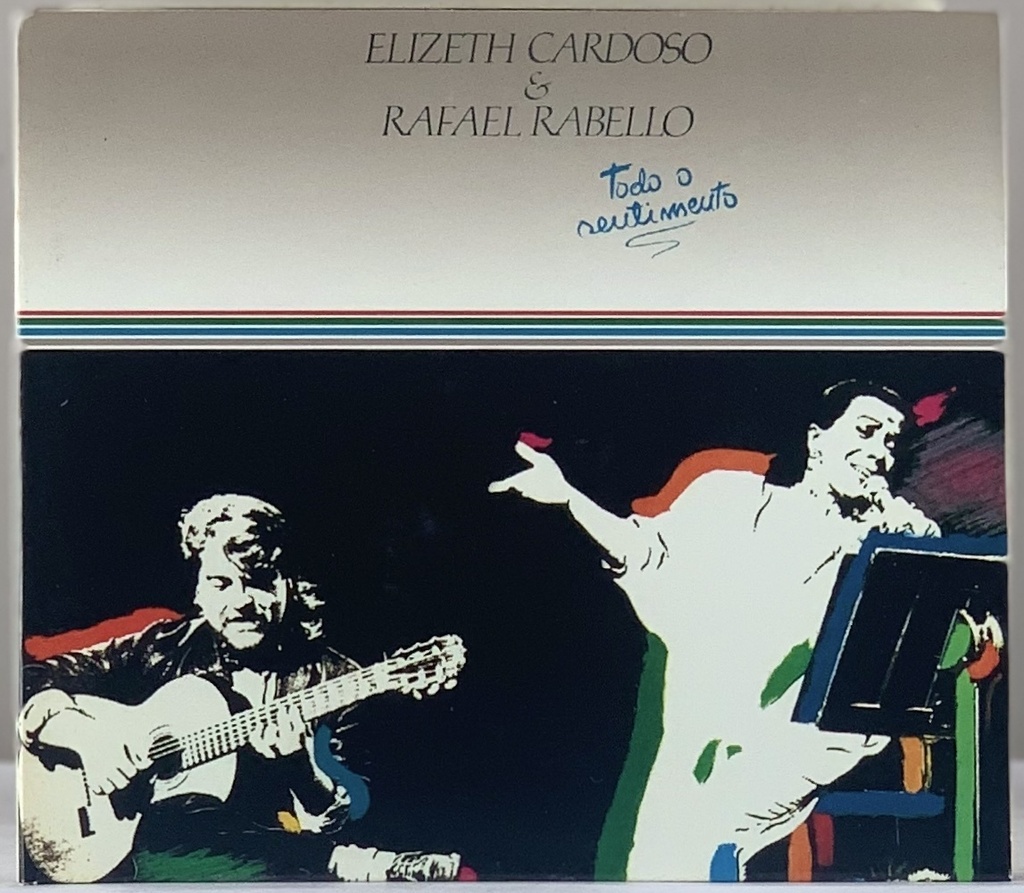 ELIZETH CARDOSO
&
RAFAEL RABELLO
Todo o
sentimento